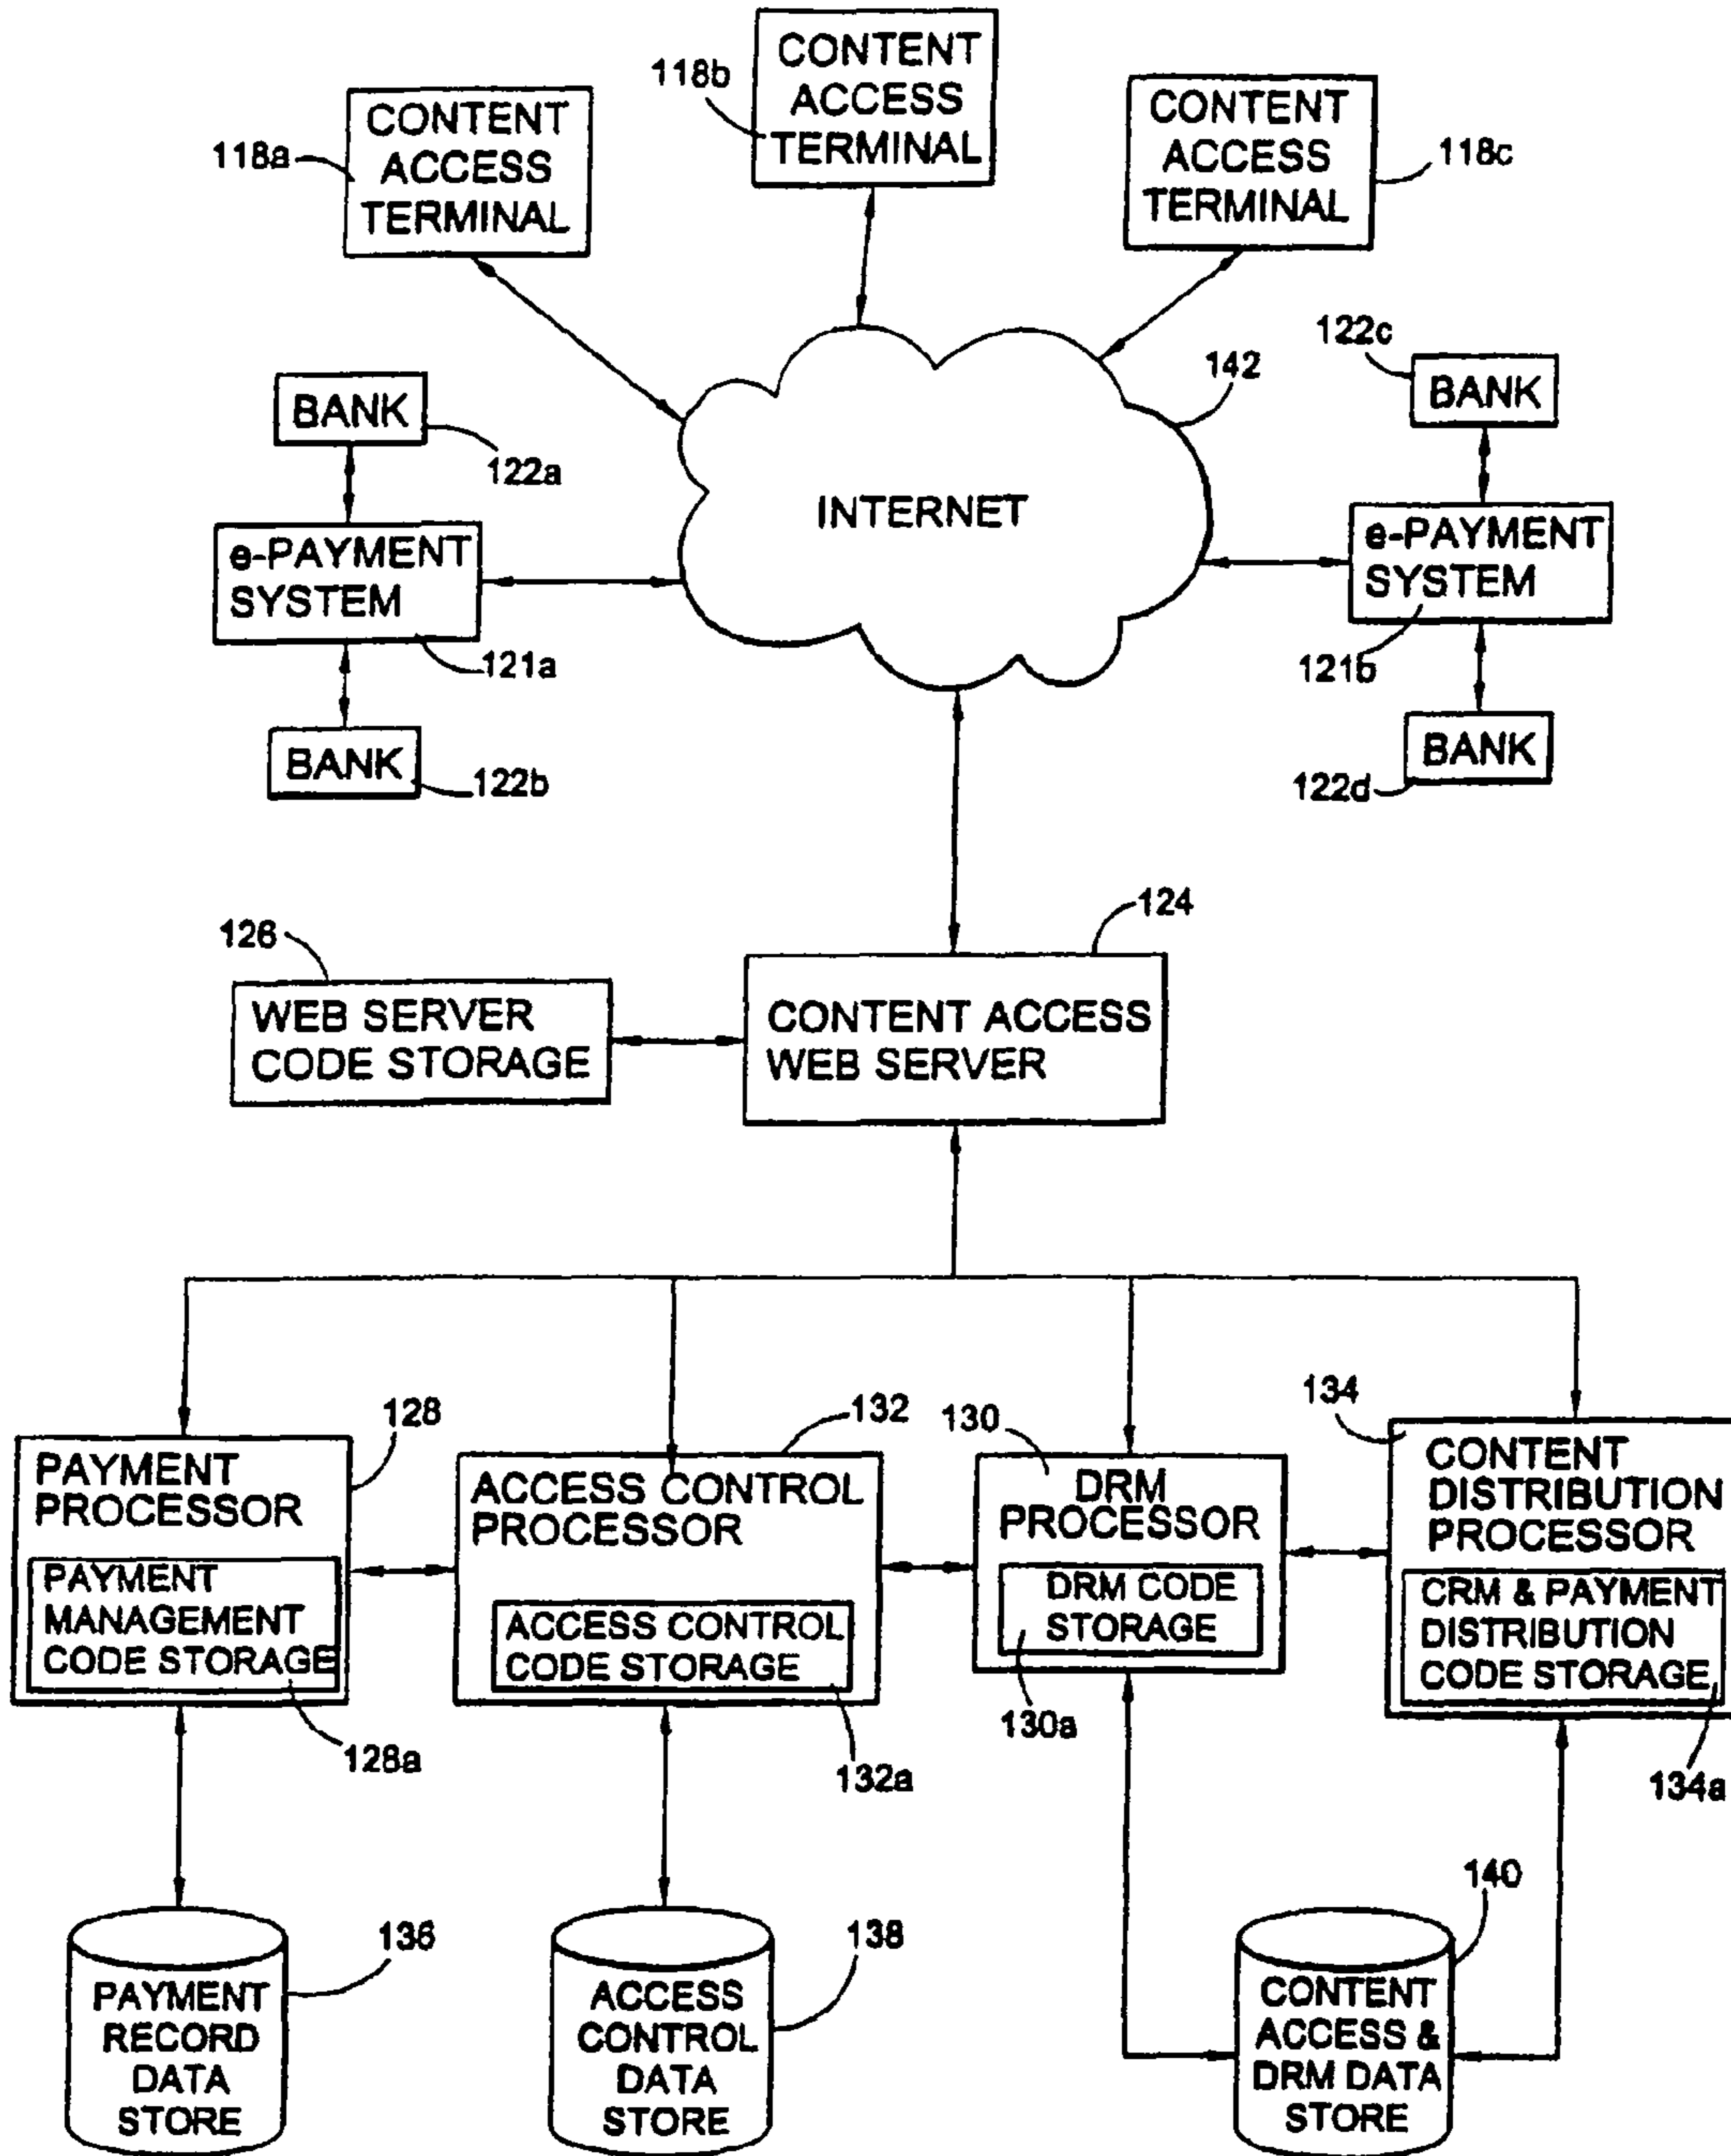 CONTENT
ACCESS
TERMINAL
118b
CONTENT
ACCESS
TERMINAL
118a
CONTENT
ACCESS
TERMINAL
118c
142
INTERNET
BANK
122a
e-PAYMENT
SYSTEM
121a
BANK
122b
122c
BANK
e-PAYMENT
SYSTEM
121b
BANK
122d
124
CONTENT ACCESS
WEB SERVER
126
WEB SERVER
CODE STORAGE
128
PAYMENT
PROCESSOR
PAYMENT
MANAGEMENT
CODE STORAGE
128a
132
ACCESS CONTROL
PROCESSOR
ACCESS CONTROL
CODE STORAGE
132a
130
DRM
PROCESSOR
DRM CODE
STORAGE
130a
134
CONTENT
DISTRIBUTION
PROCESSOR
CRM & PAYMENT
DISTRIBUTION
CODE STORAGE
134a
136
PAYMENT
RECORD
DATA
STORE
138
ACCESS
CONTROL
DATA
STORE
140
CONTENT
ACCESS &
DRM DATA
STORE